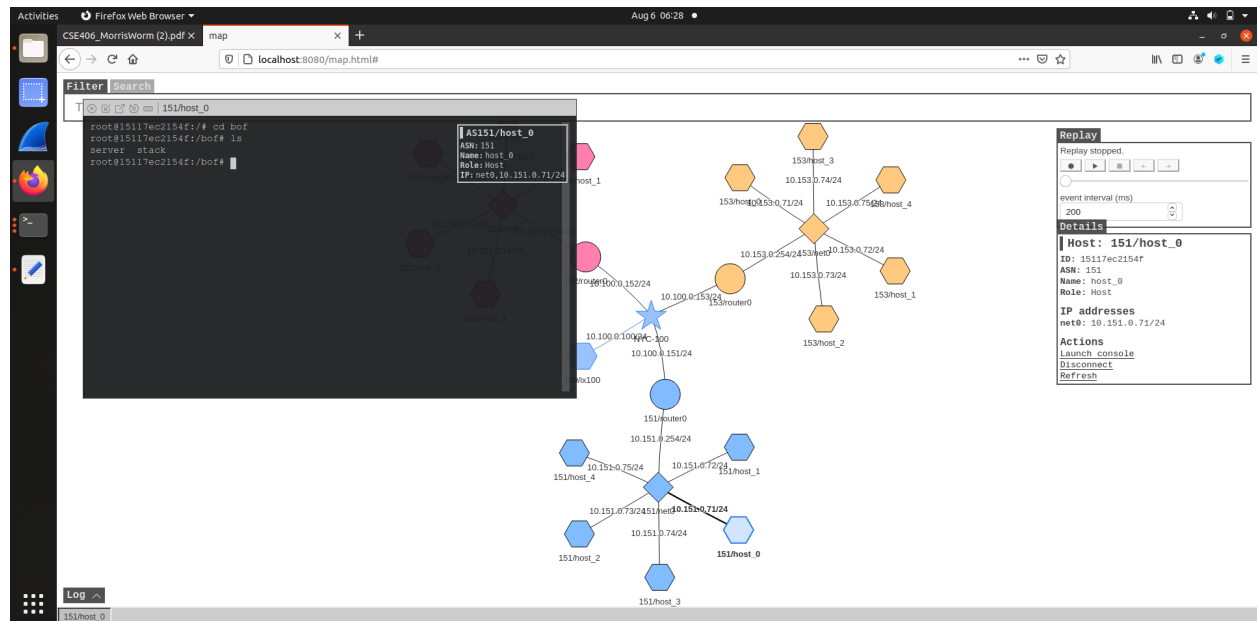 Activities
Firefox Web Browser
Aug 6 06:28
CSE406_MorrisWorm (2).pdf
map
localhost:8080/map.html#
Filter Search
151/host_0
root@15117ec2154f:/# cd bof
root@15117ec2154f:/bof# ls
server stack
root@15117ec2154f:/bof#
AS151/host_0
ASN: 151
Name: host_0
Role: Host
IP: net0,10.151.0.71/24
153/host_3
10.153.0.74/24
10.153.0.71/24
10.153.0.75/24
153/host_4
153/net0
10.153.0.72/24
10.153.0.254/24
10.153.0.73/24
153/host_1
153/router0
153/host_2
10.100.0.152/24
10.100.0.153/24
10.100.0.100/24
NYC-100
10.100.0.151/24
151/router0
10.151.0.254/24
10.151.0.75/24
10.151.0.72/24
151/host_4
151/host_1
10.151.0.73/24
151/net0
10.151.0.71/24
10.151.0.74/24
151/host_2
151/host_0
151/host_3
Replay
Replay stopped.
event interval (ms)
200
Details
Host: 151/host_0
ID: 15117ec2154f
ASN: 151
Name: host_0
Role: Host
IP addresses
net0: 10.151.0.71/24
Actions
Launch console
Disconnect
Refresh
Log
151/host_0